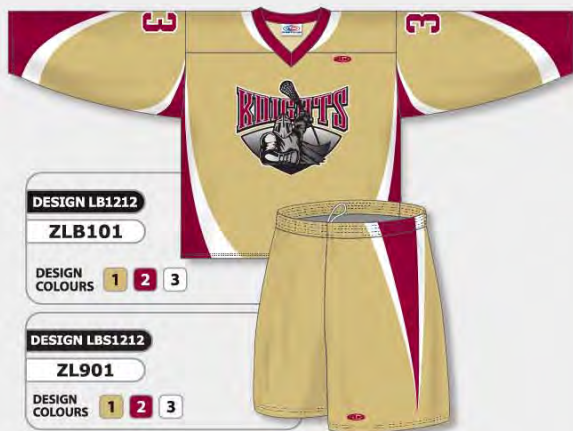 3
3
KNIGHTS
DESIGN LB1212
ZLB101
DESIGN
COLOURS 1 2 3
DESIGN LBS1212
ZL901
DESIGN
COLOURS 1 2 3